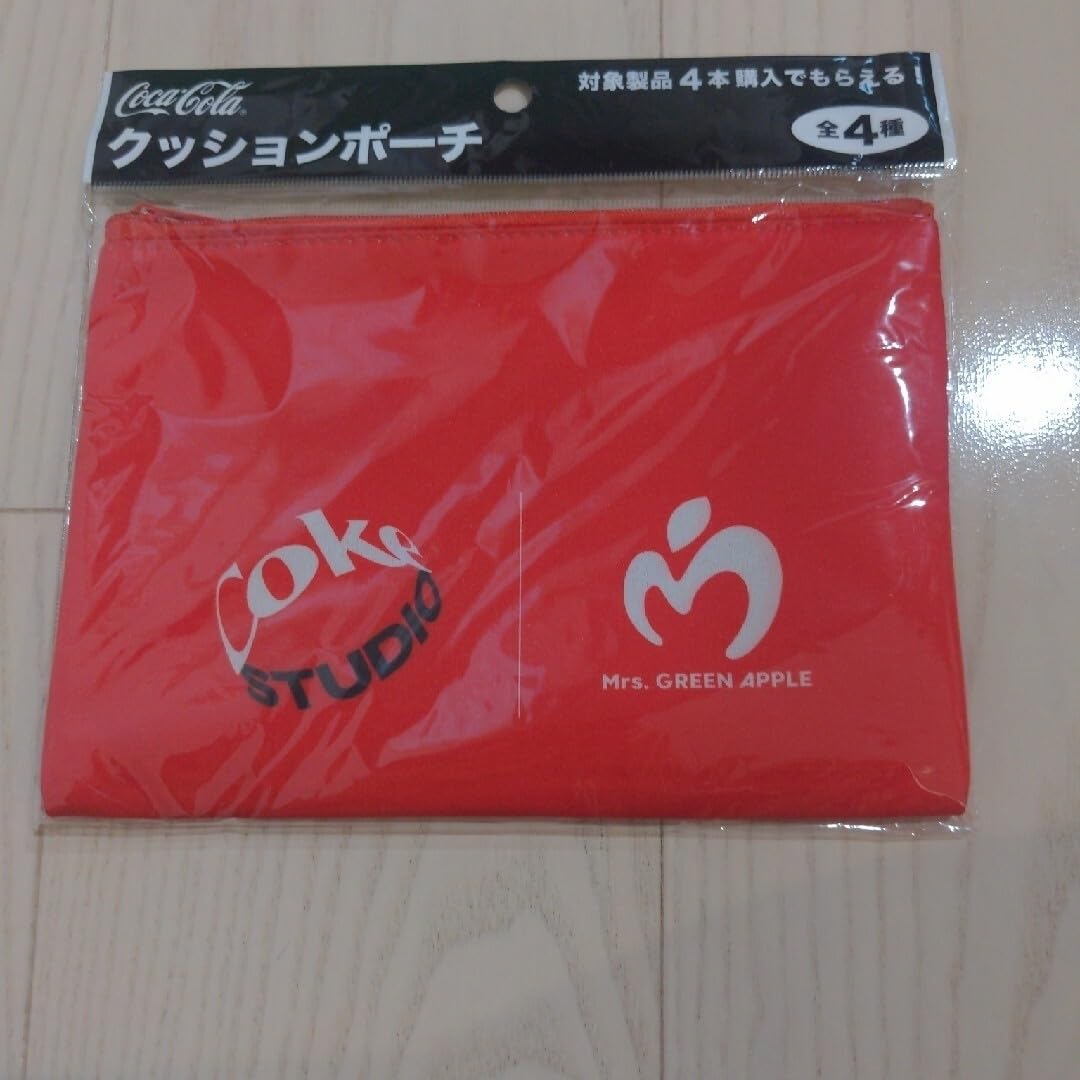 Coca-Cola®
クッションポーチ
対象製品4本購入でもらえる!
全4種
Coke
STUDIO
Mrs. GREEN APPLE